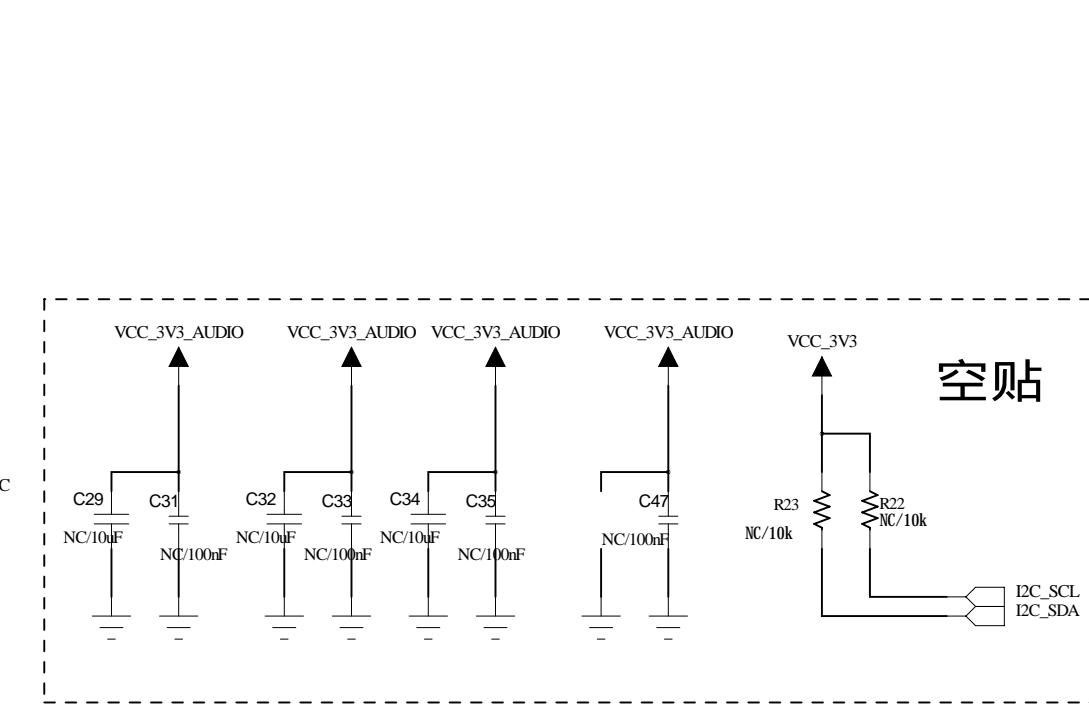 VCC_3V3_AUDIO
VCC_3V3_AUDIO
VCC_3V3_AUDIO
VCC_3V3_AUDIO
VCC_3V3
空贴
C
C29
C31
C32
C33
C34
C35
C47
R23
R22
NC/10uF
NC/100nF
NC/10uF
NC/100nF
NC/10uF
NC/100nF
NC/100nF
NC/10k
NC/10k
I2C_SCL
I2C_SDA